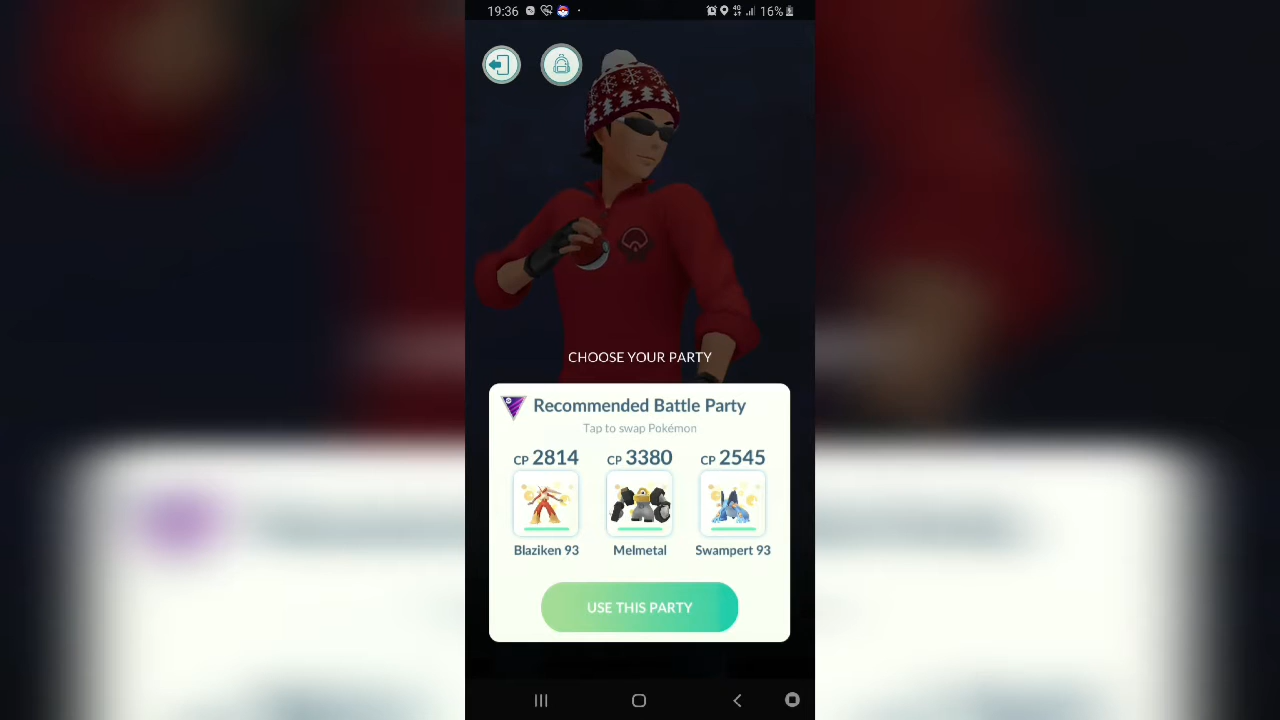 19:36
4G 16%
CHOOSE YOUR PARTY
Recommended Battle Party
Tap to swap Pokémon
CP 2814 CP 3380 CP 2545
Blaziken 93 Melmetal Swampert 93
USE THIS PARTY